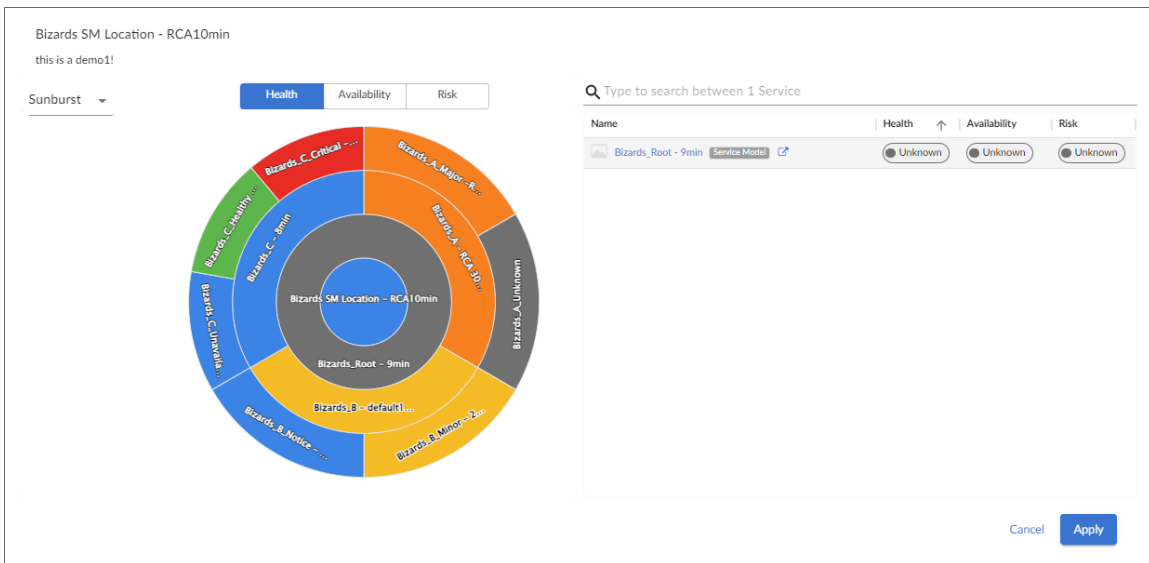 Bizards SM Location - RCA10min
this is a demo1!
Sunburst
Health Availability Risk
Bizards_C_Critical –...
Bizards_A_Major –R...
Bizards_C_Healthy ...
Bizards_C – 8min
Bizards_A – RCA 30...
Bizards_A_Unknown
Bizards SM Location – RCA10min
Bizards_C_Unavaila...
Bizards_Root – 9min
Bizards_B – default1...
Bizards_B_Notice – ...
Bizards_B_Minor – 2...
Type to search between 1 Service
Name Health Availability Risk
Bizards_Root - 9min Service Model Unknown Unknown Unknown
Cancel Apply